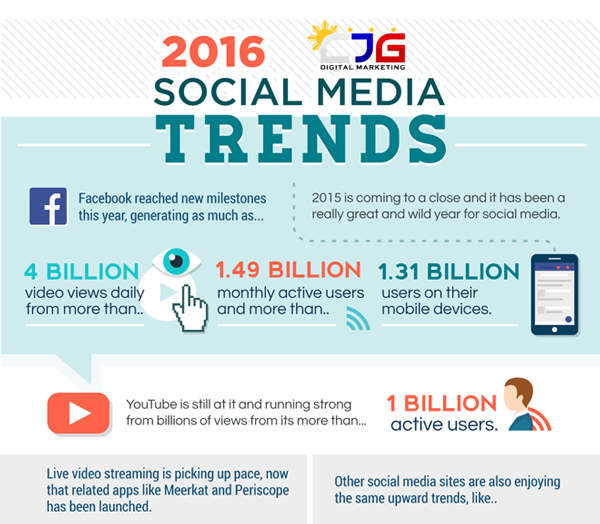 2016
CJG
DIGITAL MARKETING
SOCIAL MEDIA
TRENDS
Facebook reached new milestones
this year, generating as much as...
2015 is coming to a close and it has been a
really great and wild year for social media.
4 BILLION
video views daily
from more than..
1.49 BILLION
monthly active users
and more than..
1.31 BILLION
users on their
mobile devices.
YouTube is still at it and running strong
from billions of views from its more than...
1 BILLION
active users.
Live video streaming is picking up pace, now
that related apps like Meerkat and Periscope
has been launched.
Other social media sites are also enjoying
the same upward trends, like..